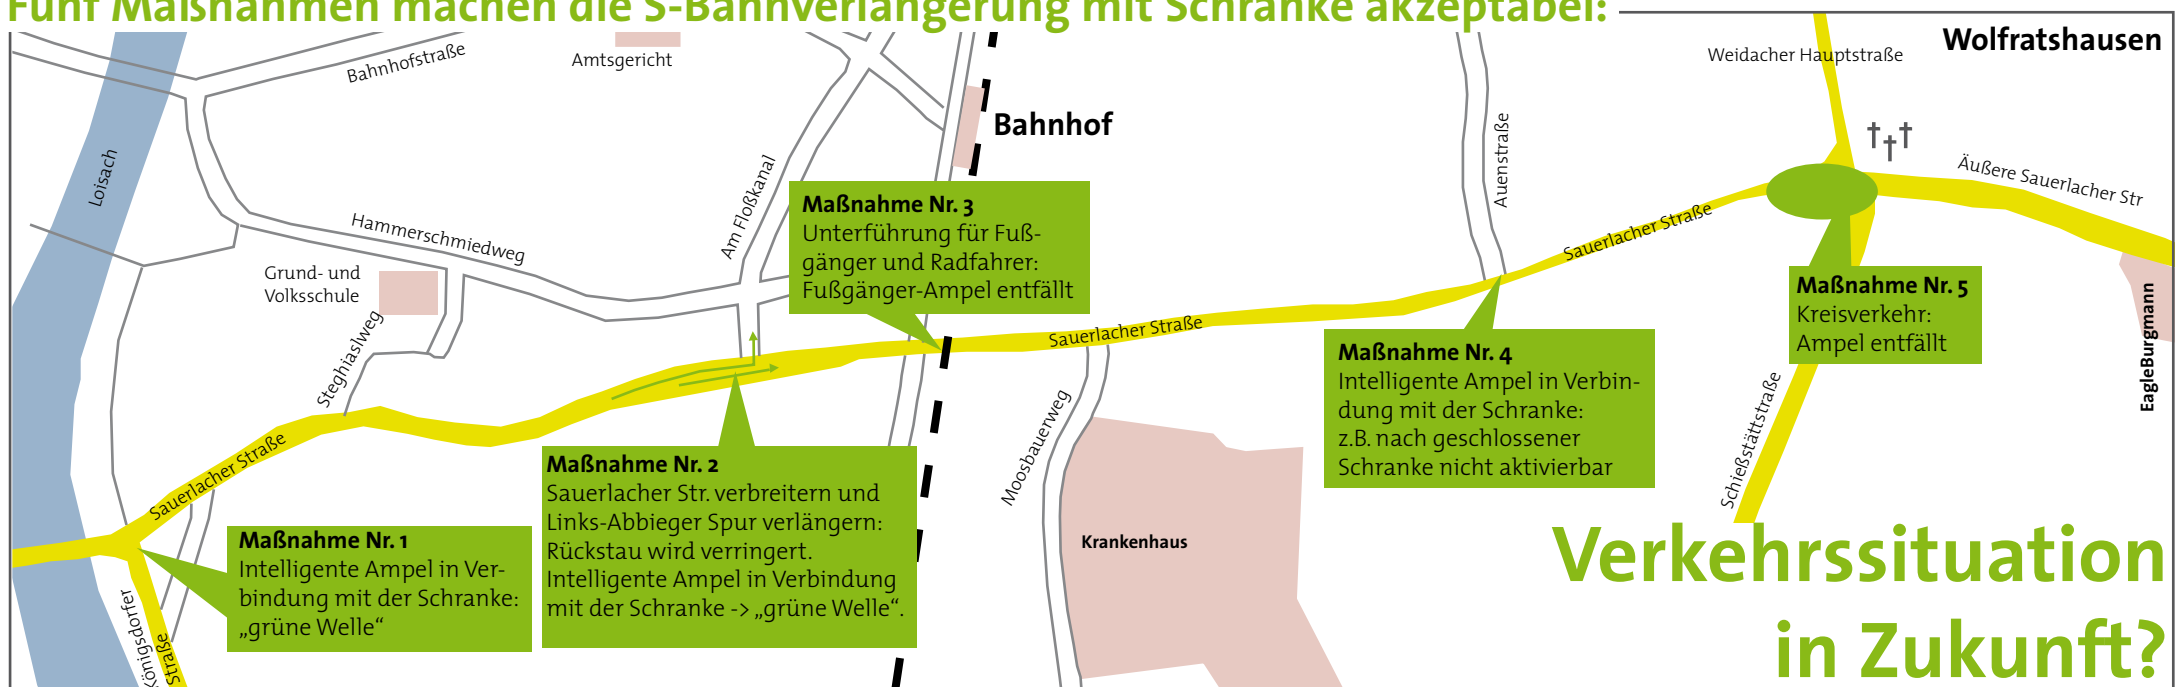 Fünf Maßnahmen machen die S-Bahnverlängerung mit Schranke akzeptabel:
Wolfratshausen
Weidacher Hauptstraße
Bahnhofstraße
Amtsgericht
Bahnhof
Loisach
Auenstraße
Äußere Sauerlacher Str
Am Floßkanal
Hammerschmiedweg
Maßnahme Nr. 3
Unterführung für Fuß-
gänger und Radfahrer:
Fußgänger-Ampel entfällt
Sauerlacher Straße
Grund- und
Volksschule
Maßnahme Nr. 5
Kreisverkehr:
Ampel entfällt
EagleBurgmann
Steghiaslweg
Sauerlacher Straße
Maßnahme Nr. 4
Intelligente Ampel in Verbin-
dung mit der Schranke:
z.B. nach geschlossener
Schranke nicht aktivierbar
Schießstättstraße
Moosbauerweg
Sauerlacher Straße
Maßnahme Nr. 2
Sauerlacher Str. verbreitern und
Links-Abbieger Spur verlängern:
Rückstau wird verringert.
Intelligente Ampel in Verbindung
mit der Schranke -> „grüne Welle“.
Maßnahme Nr. 1
Intelligente Ampel in Ver-
bindung mit der Schranke:
„grüne Welle“
Krankenhaus
Königsdorfer
Straße
Verkehrssituation
in Zukunft?